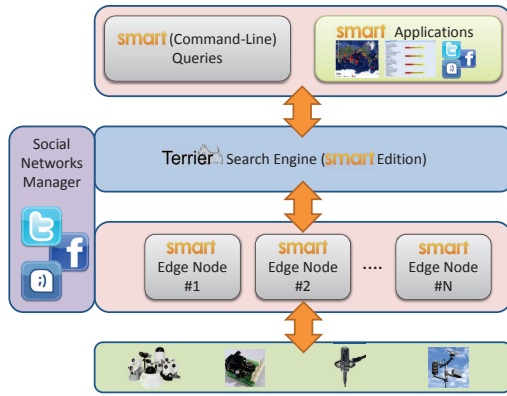 smart (Command-Line)
Queries
smart Applications
Social
Networks
Manager
Terrier Search Engine (smart Edition)
smart
Edge Node
#1
smart
Edge Node
#2
....
smart
Edge Node
#N